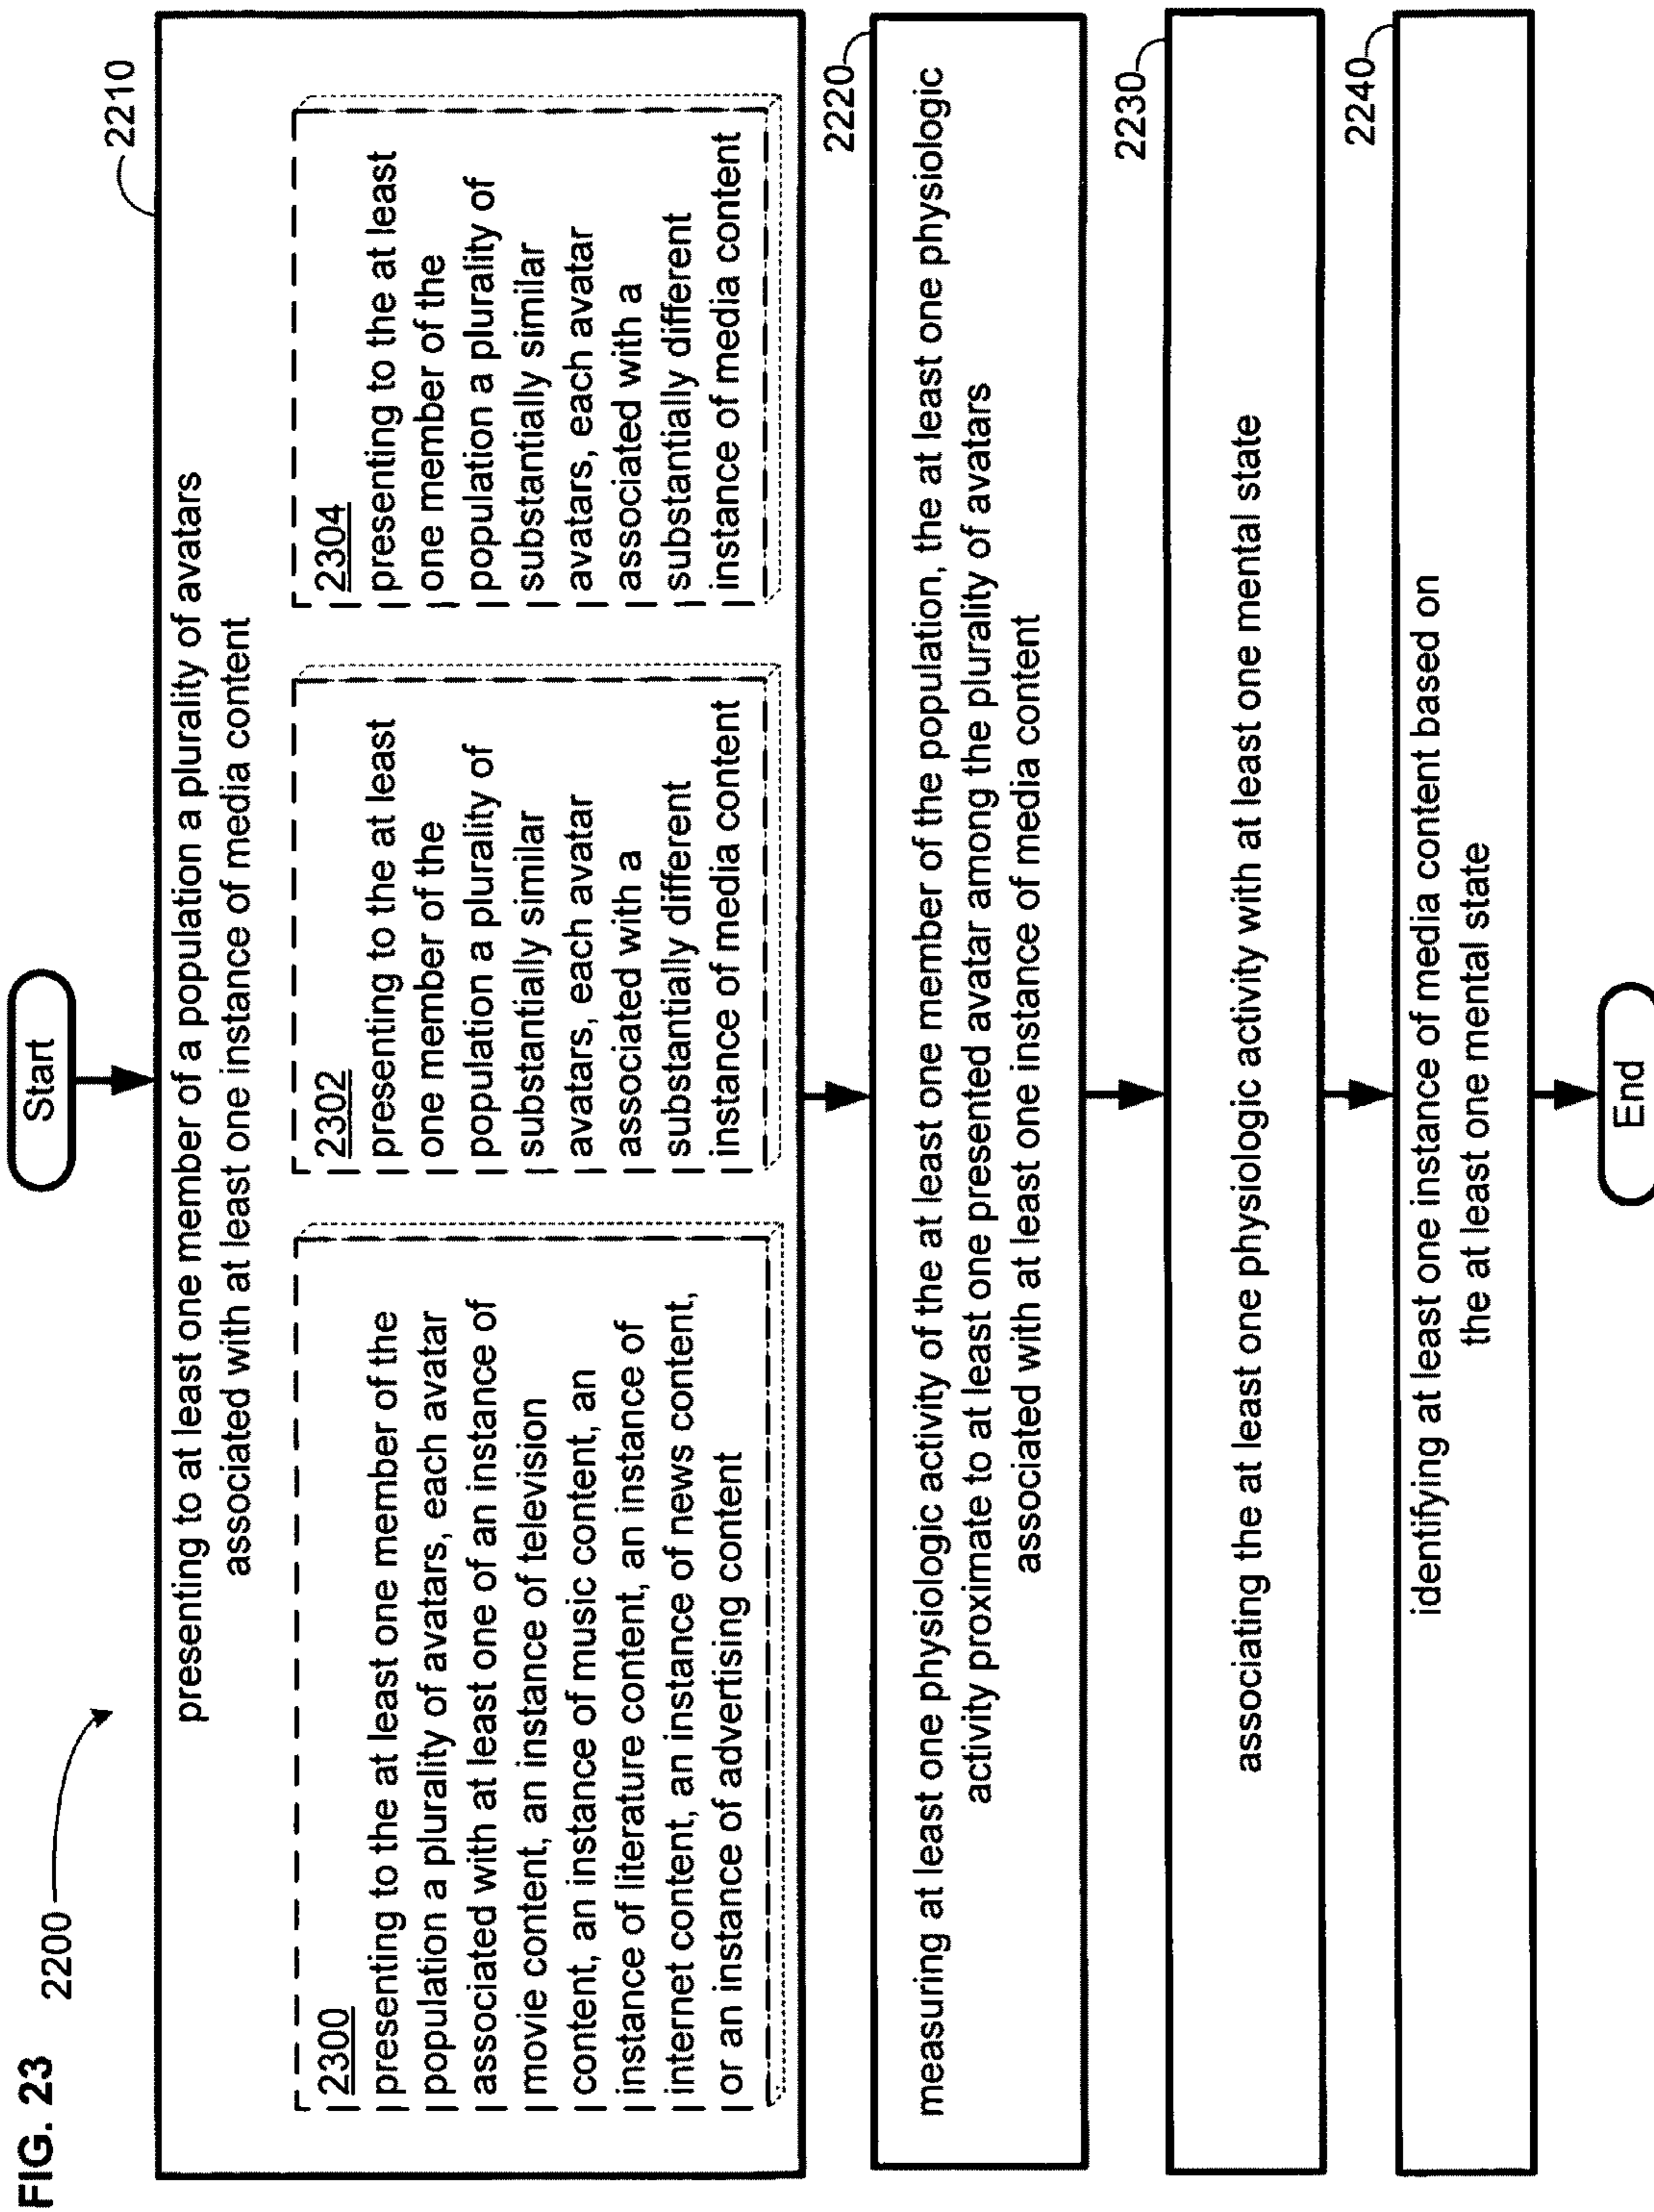 FIG. 23
2200
Start
2210
presenting to at least one member of a population a plurality of avatars
associated with at least one instance of media content
2300
presenting to the at least one member of the
population a plurality of avatars, each avatar
associated with at least one of an instance of
movie content, an instance of television
content, an instance of music content, an
instance of literature content, an instance of
internet content, an instance of news content,
or an instance of advertising content
2302
presenting to the at least
one member of the
population a plurality of
substantially similar
avatars, each avatar
associated with a
substantially different
instance of media content
2304
presenting to the at least
one member of the
population a plurality of
substantially similar
avatars, each avatar
associated with a
substantially different
instance of media content
2220
measuring at least one physiologic activity of the at least one member of the population, the at least one physiologic
activity proximate to at least one presented avatar among the plurality of avatars
associated with at least one instance of media content
2230
associating the at least one physiologic activity with at least one mental state
2240
identifying at least one instance of media content based on
the at least one mental state
End